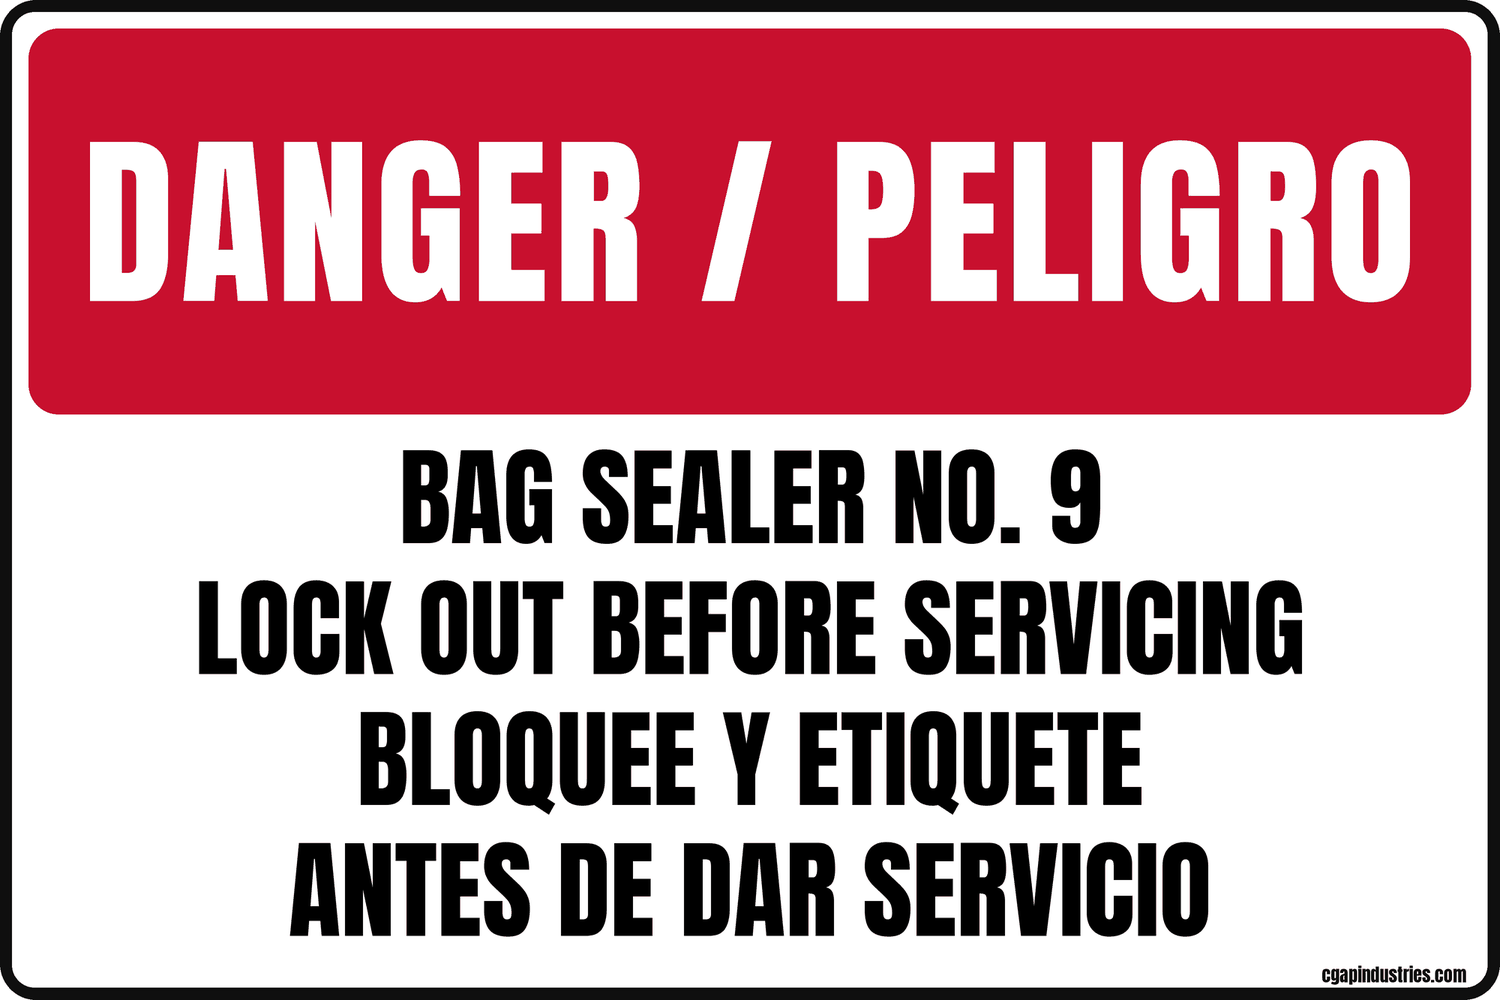 DANGER / PELIGRO
BAG SEALER NO. 9
LOCK OUT BEFORE SERVICING
BLOQUEE Y ETIQUETE
ANTES DE DAR SERVICIO
cgapindustries.com